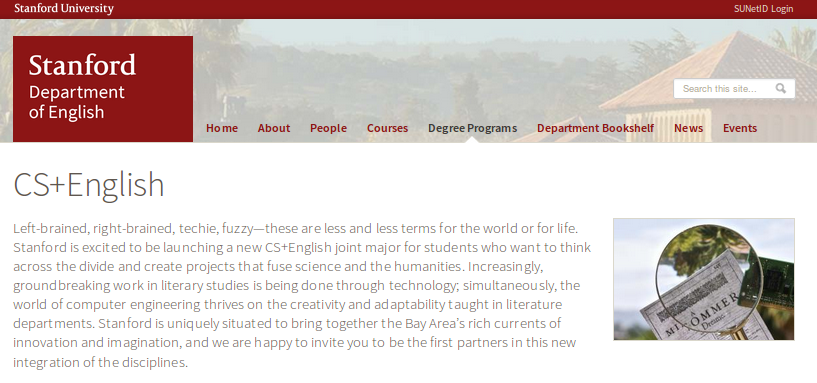 Stanford University
SUNetID Login
Stanford
Department
of English
Search this site...
Home About People Courses Degree Programs Department Bookshelf News Events
CS+English
Left-brained, right-brained, techie, fuzzy—these are less and less terms for the world or for life.
Stanford is excited to be launching a new CS+English joint major for students who want to think
across the divide and create projects that fuse science and the humanities. Increasingly,
groundbreaking work in literary studies is being done through technology; simultaneously, the
world of computer engineering thrives on the creativity and adaptability taught in literature
departments. Stanford is uniquely situated to bring together the Bay Area's rich currents of
innovation and imagination, and we are happy to invite you to be the first partners in this new
integration of the disciplines.
A